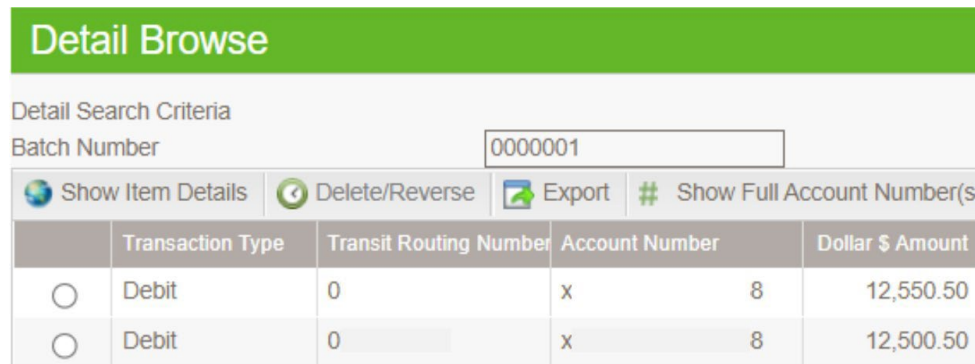 Detail Browse
Detail Search Criteria
Batch Number 0000001
Show Item Details Delete/Reverse Export # Show Full Account Number(s
Transaction Type Transit Routing Number Account Number Dollar $ Amount
Debit 0 x 8 12,550.50
Debit 0 x 8 12,500.50